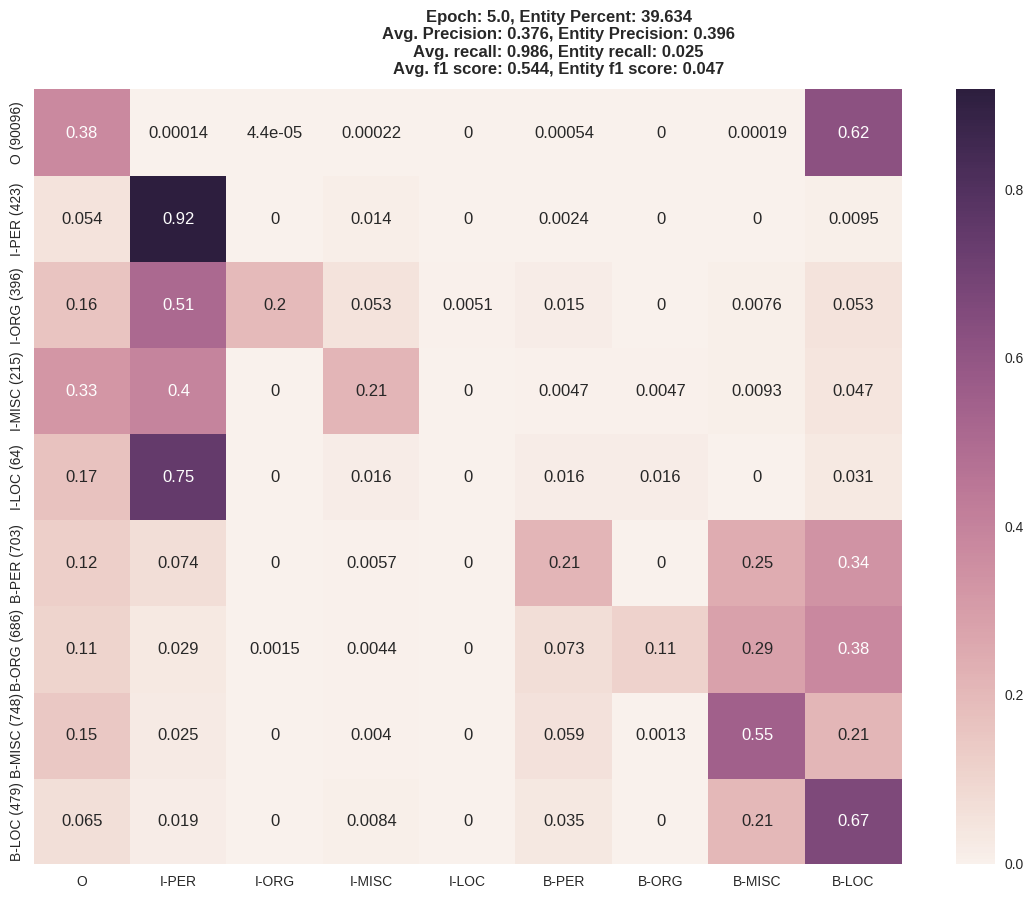 Epoch: 5.0, Entity Percent: 39.634
Avg. Precision: 0.376, Entity Precision: 0.396
Avg. recall: 0.986, Entity recall: 0.025
Avg. f1 score: 0.544, Entity f1 score: 0.047
O (90096) 0.38 0.00014 4.4e-05 0.00022 0 0.00054 0 0.00019 0.62
I-PER (423) 0.054 0.92 0 0.014 0 0.0024 0 0 0.0095
I-ORG (396) 0.16 0.51 0.2 0.053 0.0051 0.015 0 0.0076 0.053
I-MISC (215) 0.33 0.4 0 0.21 0 0.0047 0.0047 0.0093 0.047
I-LOC (64) 0.17 0.75 0 0.016 0 0.016 0.016 0 0.031
B-PER (703) 0.12 0.074 0 0.0057 0 0.21 0 0.25 0.34
B-ORG (686) 0.11 0.029 0.0015 0.0044 0 0.073 0.11 0.29 0.38
B-MISC (748) 0.15 0.025 0 0.004 0 0.059 0.0013 0.55 0.21
B-LOC (479) 0.065 0.019 0 0.0084 0 0.035 0 0.21 0.67
O I-PER I-ORG I-MISC I-LOC B-PER B-ORG B-MISC B-LOC
0.8
0.6
0.4
0.2
0.0